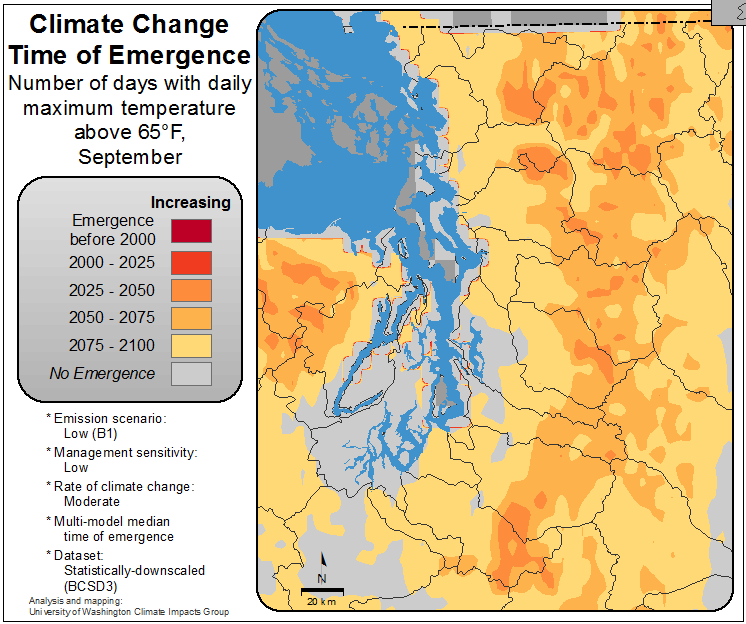 Climate Change
Time of Emergence
Number of days with daily
maximum temperature
above 65°F,
September
Increasing
Emergence
before 2000
2000 - 2025
2025 - 2050
2050 - 2075
2075 - 2100
No Emergence
* Emission scenario:
Low (B1)
* Management sensitivity:
Low
* Rate of climate change:
Moderate
* Multi-model median
time of emergence
* Dataset:
Statistically-downscaled
(BCSD3)
Analysis and mapping:
University of Washington Climate Impacts Group
N
20 km